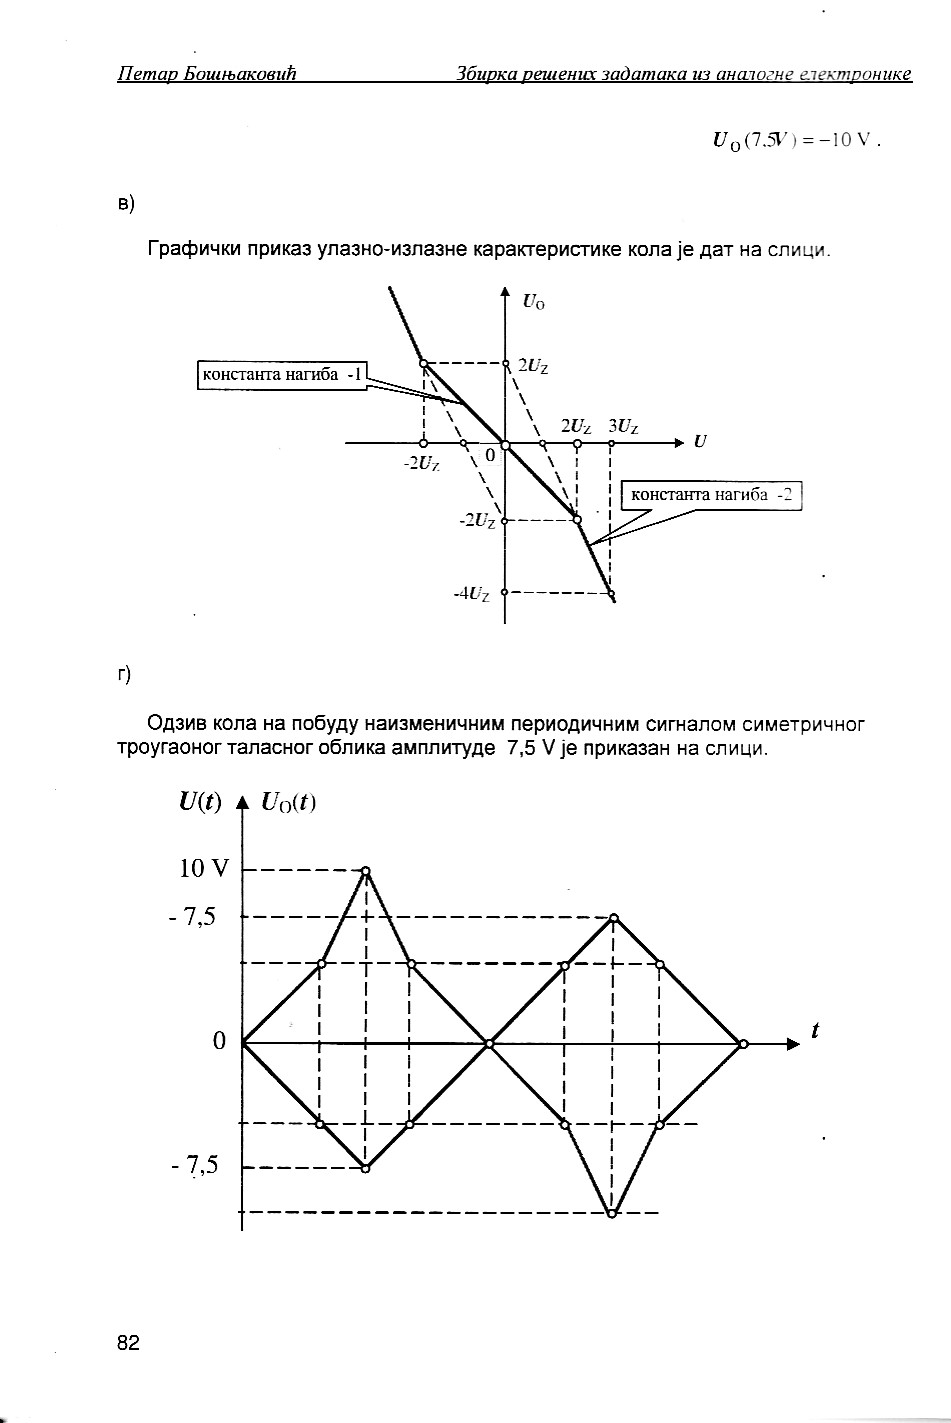 Петар Бошњаковић Збирка решених задатака из аналогне електронике
U_O (7.5V) = –10 V .
в)
Графички приказ улазно-излазне карактеристике кола је дат на слици.
U_O
константа нагиба -1
2U_Z
2U_Z 3U_Z
U
-2U_Z
0
константа нагиба -2
-2U_Z
-4U_Z
г)
Одзив кола на побуду наизменичним периодичним сигналом симетричног
троугаоног таласног облика амплитуде 7,5 V је приказан на слици.
U(t) U_O(t)
10 V
- 7,5
0
t
- 7,5
82